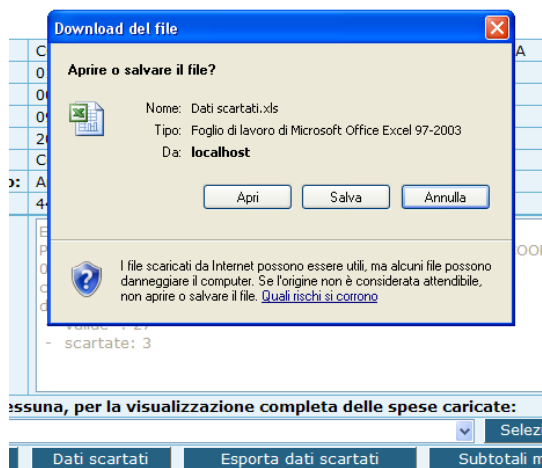 Download del file
A
Aprire o salvare il file?
Nome: Dati scartati.xls
Tipo: Foglio di lavoro di Microsoft Office Excel 97-2003
Da: localhost
Apri
Salva
Annulla
I file scaricati da Internet possono essere utili, ma alcuni file possono
danneggiare il computer. Se l'origine non è considerata attendibile,
non aprire o salvare il file. Quali rischi si corrono
- scartate: 3
per la visualizzazione completa delle spese caricate:
Dati scartati
Esporta dati scartati
Subtotali